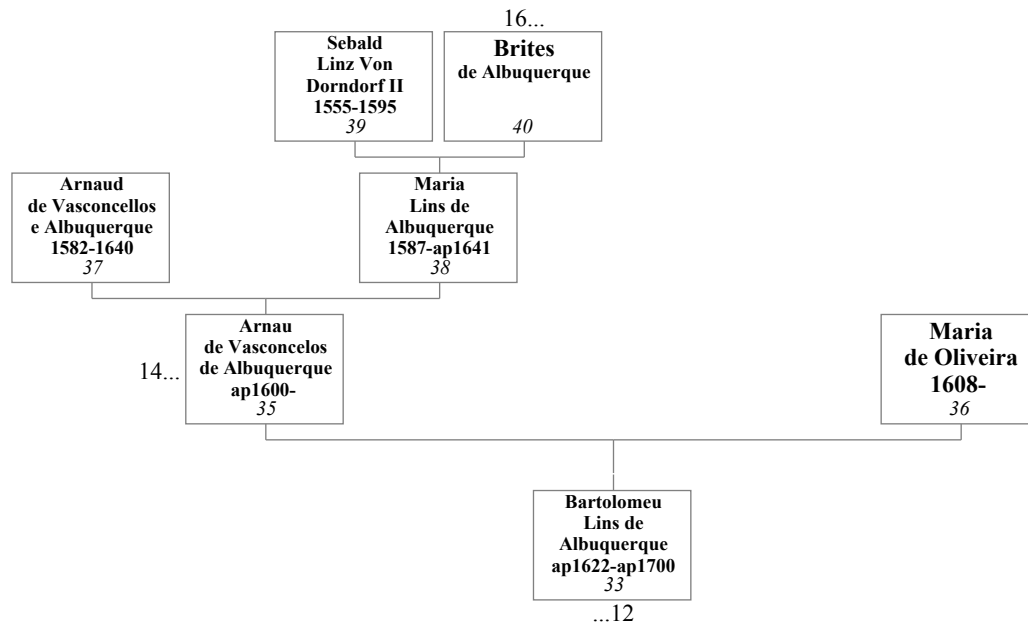 16...
Sebald
Linz Von
Dorndorf II
1555-1595
39
Brites
de Albuquerque
40
Arnaud
de Vasconcellos
e Albuquerque
1582-1640
37
Maria
Lins de
Albuquerque
1587-ap1641
38
14...
Arnau
de Vasconcelos
de Albuquerque
ap1600-
35
Maria
de Oliveira
1608-
36
Bartolomeu
Lins de
Albuquerque
ap1622-ap1700
33
...12